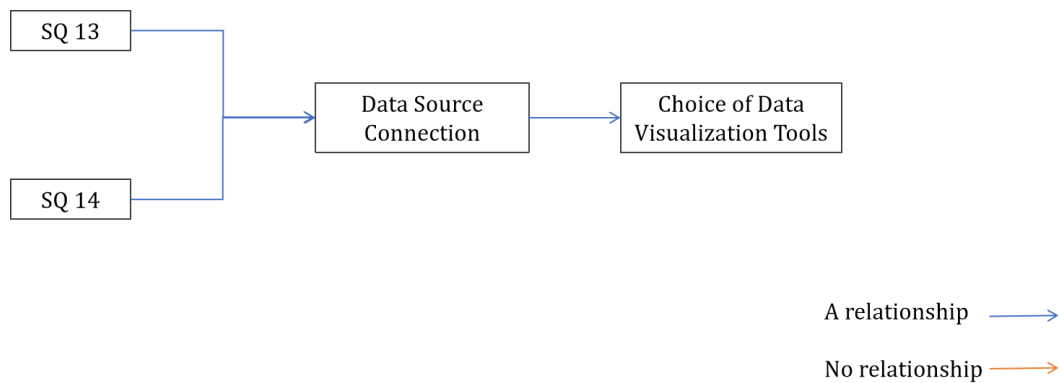 SQ 13
Data Source
Connection
Choice of Data
Visualization Tools
SQ 14
A relationship
No relationship